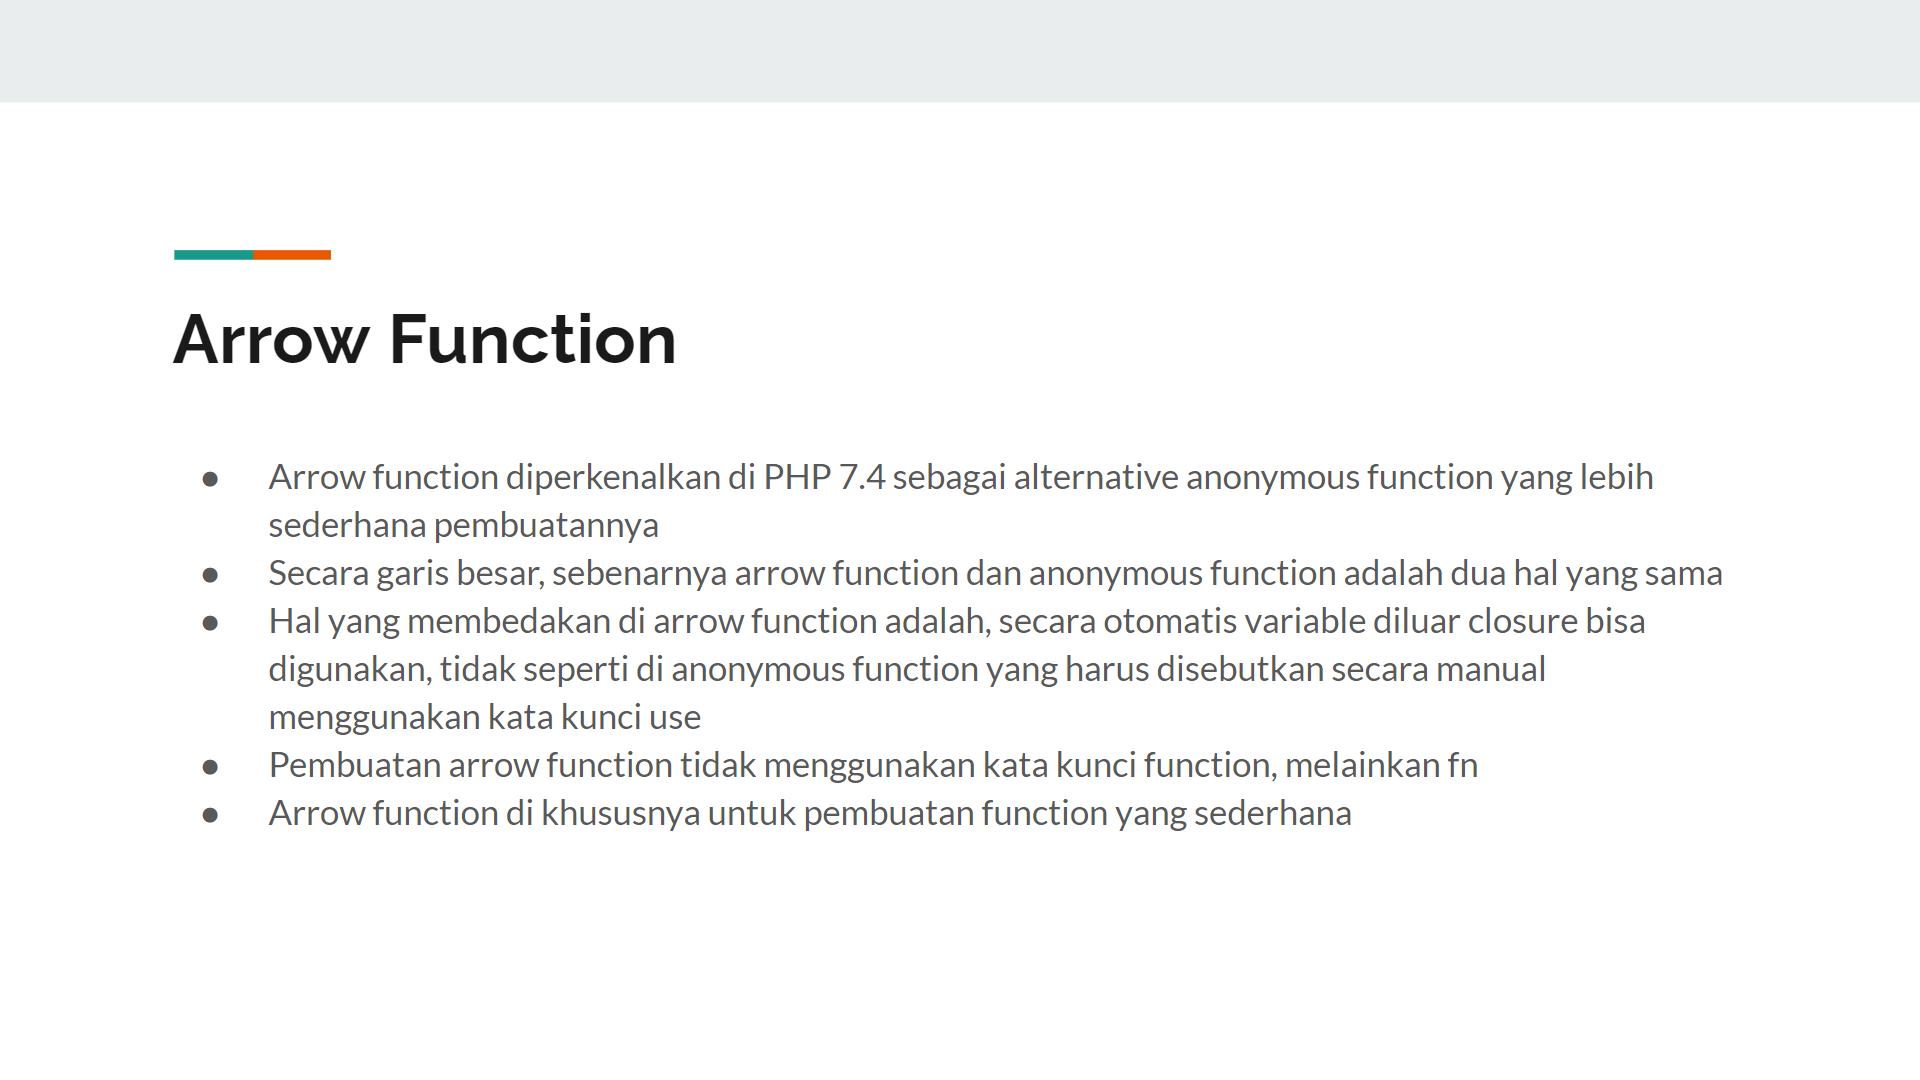 Arrow Function
● Arrow function diperkenalkan di PHP 7.4 sebagai alternative anonymous function yang lebih
sederhana pembuatannya
● Secara garis besar, sebenarnya arrow function dan anonymous function adalah dua hal yang sama
● Hal yang membedakan di arrow function adalah, secara otomatis variable diluar closure bisa
digunakan, tidak seperti di anonymous function yang harus disebutkan secara manual
menggunakan kata kunci use
● Pembuatan arrow function tidak menggunakan kata kunci function, melainkan fn
● Arrow function di khususnya untuk pembuatan function yang sederhana